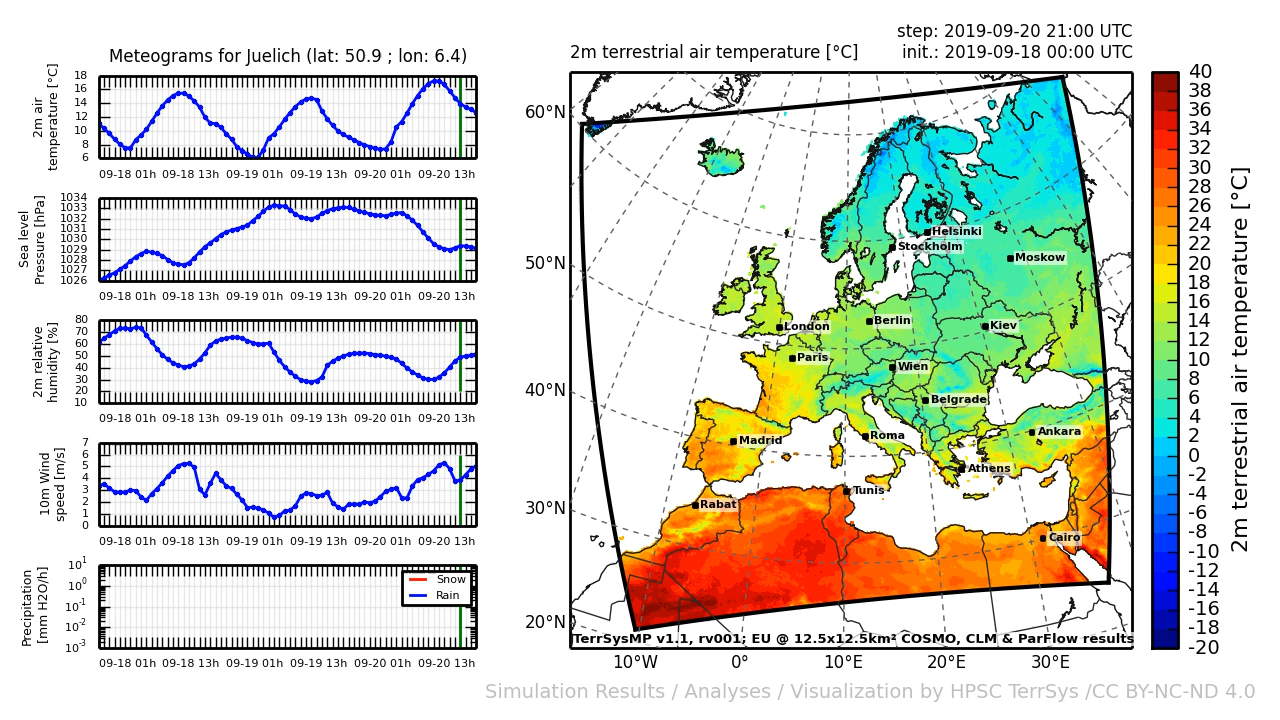 step: 2019-09-20 21:00 UTC
Meteograms for Juelich (lat: 50.9 ; lon: 6.4)
2m terrestrial air temperature [°C]
init.: 2019-09-18 00:00 UTC
2m air
temperature [°C]
18
16
14
12
10
8
6
09-18 01h 09-18 13h 09-19 01h 09-19 13h 09-20 01h 09-20 13h
Sea level
Pressure [hPa]
1034
1033
1031
1030
1029
1027
1026
09-18 01h 09-18 13h 09-19 01h 09-19 13h 09-20 01h 09-20 13h
2m relative
humidity [%]
80
70
60
50
40
30
20
10
09-18 01h 09-18 13h 09-19 01h 09-19 13h 09-20 01h 09-20 13h
10m Wind
speed [m/s]
7
6
5
4
3
2
1
0
09-18 01h 09-18 13h 09-19 01h 09-19 13h 09-20 01h 09-20 13h
Precipitation
[mm H2O/h]
10¹
10⁰
10⁻¹
10⁻²
10⁻³
Snow
Rain
09-18 01h 09-18 13h 09-19 01h 09-19 13h 09-20 01h 09-20 13h
60°N
50°N
40°N
30°N
20°N
Helsinki
Stockholm
Moskow
London
Berlin
Kiev
Paris
Wien
Belgrade
Madrid
Roma
Ankara
Athens
Tunis
Rabat
Cairo
TerrSysMP v1.1, rv001; EU @ 12.5x12.5km² COSMO, CLM & ParFlow results
10°W 0° 10°E 20°E 30°E
40
38
36
34
32
30
28
26
24
22
20
18
16
14
12
10
8
6
4
2
0
-2
-4
-6
-8
-10
-12
-14
-16
-18
-20
2m terrestrial air temperature [°C]
Simulation Results / Analyses / Visualization by HPSC TerrSys /CC BY-NC-ND 4.0